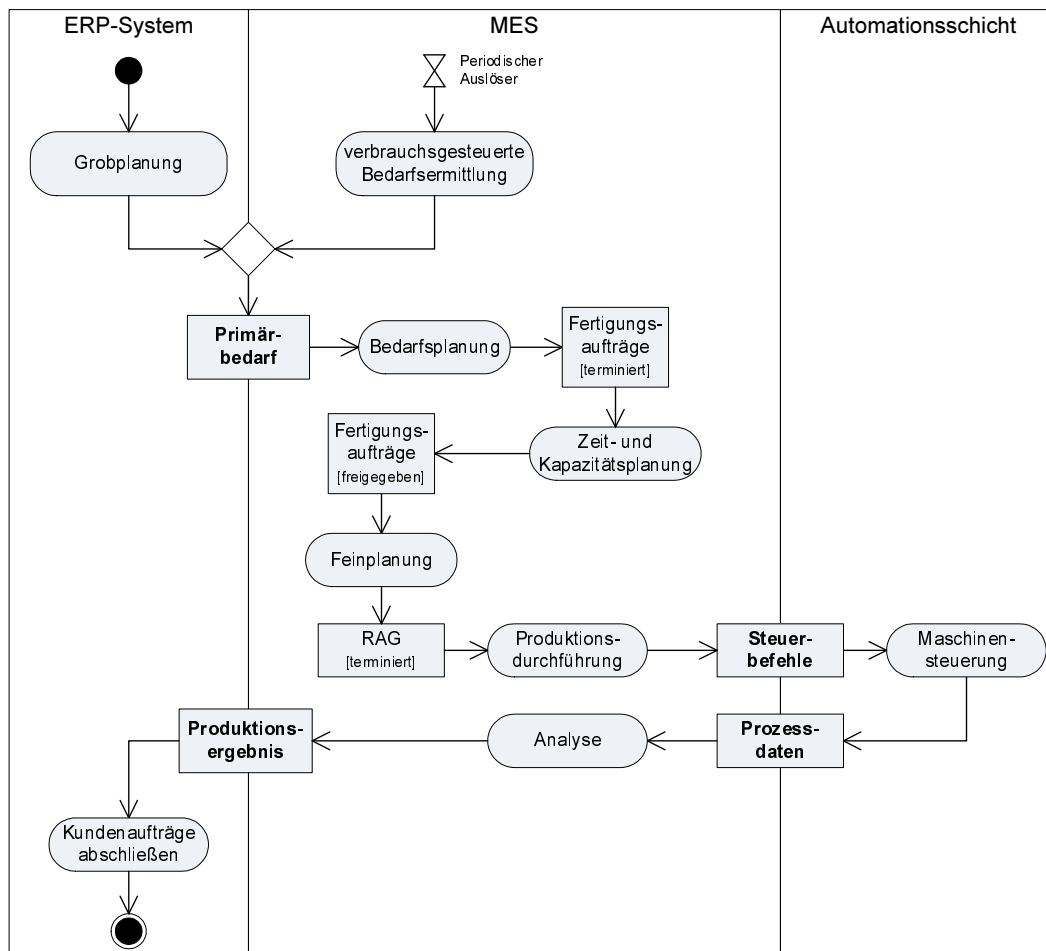 ERP-System
MES
Automationsschicht
Periodischer
Auslöser
Grobplanung
verbrauchsgesteuerte
Bedarfsermittlung
Primär-
bedarf
Bedarfsplanung
Fertigungs-
aufträge
[terminiert]
Fertigungs-
aufträge
[freigegeben]
Zeit- und
Kapazitätsplanung
Feinplanung
RAG
[terminiert]
Produktions-
durchführung
Steuer-
befehle
Maschinen-
steuerung
Produktions-
ergebnis
Analyse
Prozess-
daten
Kundenaufträge
abschließen